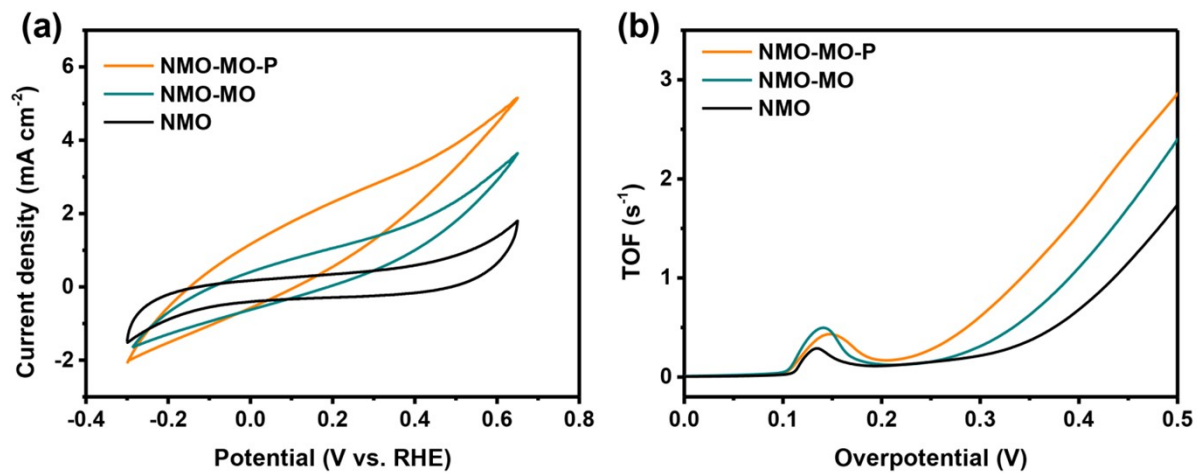 (a)
NMO-MO-P
NMO-MO
NMO
6
4
2
0
-2
Current density (mA cm⁻²)
-0.4 -0.2 0.0 0.2 0.4 0.6 0.8
Potential (V vs. RHE)
(b)
NMO-MO-P
NMO-MO
NMO
3
2
1
0
TOF (s⁻¹)
0.0 0.1 0.2 0.3 0.4 0.5
Overpotential (V)